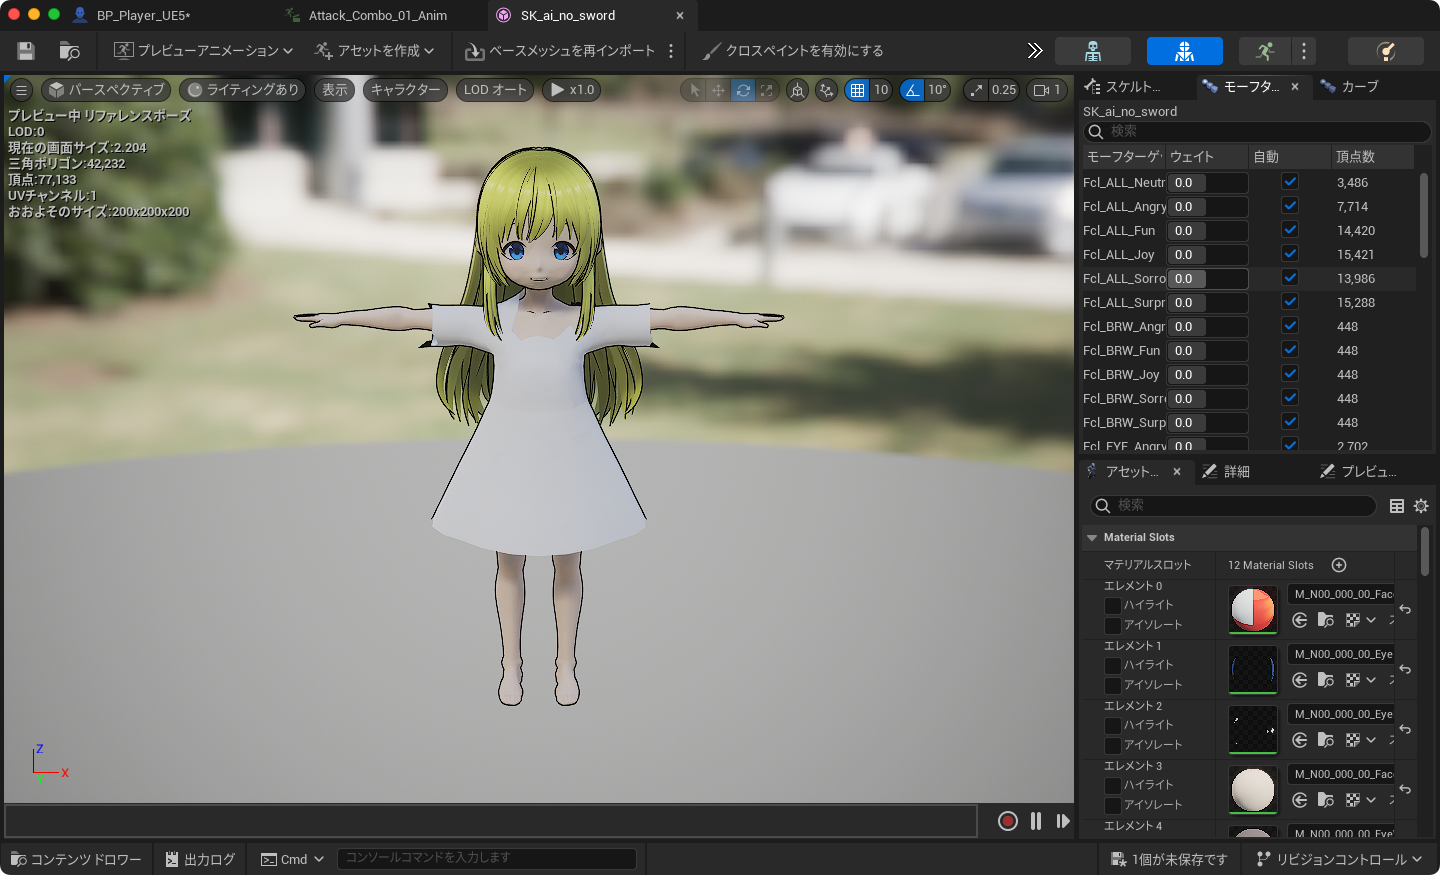 BP_Player_UE5*
Attack_Combo_01_Anim
SK_ai_no_sword
プレビューアニメーション
アセットを作成
ベースメッシュを再インポート
クロスペイントを有効にする
パースペクティブ
ライティングあり
表示
キャラクター
LOD オート
x1.0
10
10°
0.25
1
プレビュー中 リファレンスポーズ
LOD:0
現在の画面サイズ:2.204
三角ポリゴン:42,232
頂点:77,133
UVチャンネル:1
おおよそのサイズ:200x200x200
Z
X
スケルト...
モーフタ...
カーブ
SK_ai_no_sword
検索
モーフターゲ
ウェイト
自動
頂点数
Fcl_ALL_Neutr
0.0
3,486
Fcl_ALL_Angry
0.0
7,714
Fcl_ALL_Fun
0.0
14,420
Fcl_ALL_Joy
0.0
15,421
Fcl_ALL_Sorro
0.0
13,986
Fcl_ALL_Surpr
0.0
15,288
Fcl_BRW_Angr
0.0
448
Fcl_BRW_Fun
0.0
448
Fcl_BRW_Joy
0.0
448
Fcl_BRW_Sorr
0.0
448
Fcl_BRW_Surp
0.0
448
Fcl_EYE_Angry
0.0
2,702
アセット...
詳細
プレビュ...
検索
Material Slots
マテリアルスロット
12 Material Slots
エレメント 0
ハイライト
アイソレート
M_N00_000_00_Face
エレメント 1
ハイライト
アイソレート
M_N00_000_00_Eye
エレメント 2
ハイライト
アイソレート
M_N00_000_00_Eye
エレメント 3
ハイライト
アイソレート
M_N00_000_00_Face
エレメント 4
M_N00_000_00_Eye
コンテンツ ドロワー
出力ログ
Cmd
コンソールコマンドを入力します
1個が未保存です
リビジョンコントロール